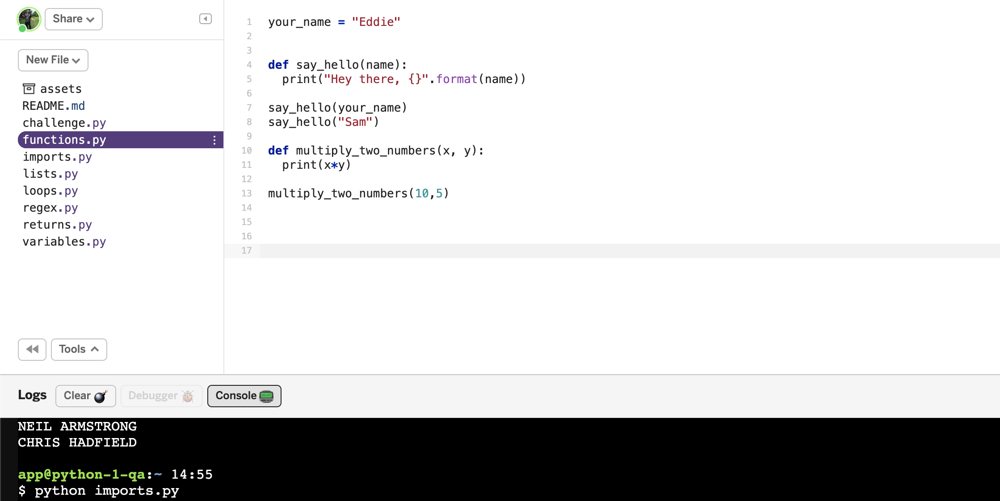 Share
New File
assets
README.md
challenge.py
functions.py
imports.py
lists.py
loops.py
regex.py
returns.py
variables.py
Tools
1 your_name = "Eddie"
2
3
4 def say_hello(name):
5   print("Hey there, {}".format(name))
6
7 say_hello(your_name)
8 say_hello("Sam")
9
10 def multiply_two_numbers(x, y):
11   print(x*y)
12
13 multiply_two_numbers(10,5)
14
15
16
17
Logs
Clear
Debugger
Console
NEIL ARMSTRONG
CHRIS HADFIELD
app@python-1-qa:~ 14:55
$ python imports.py